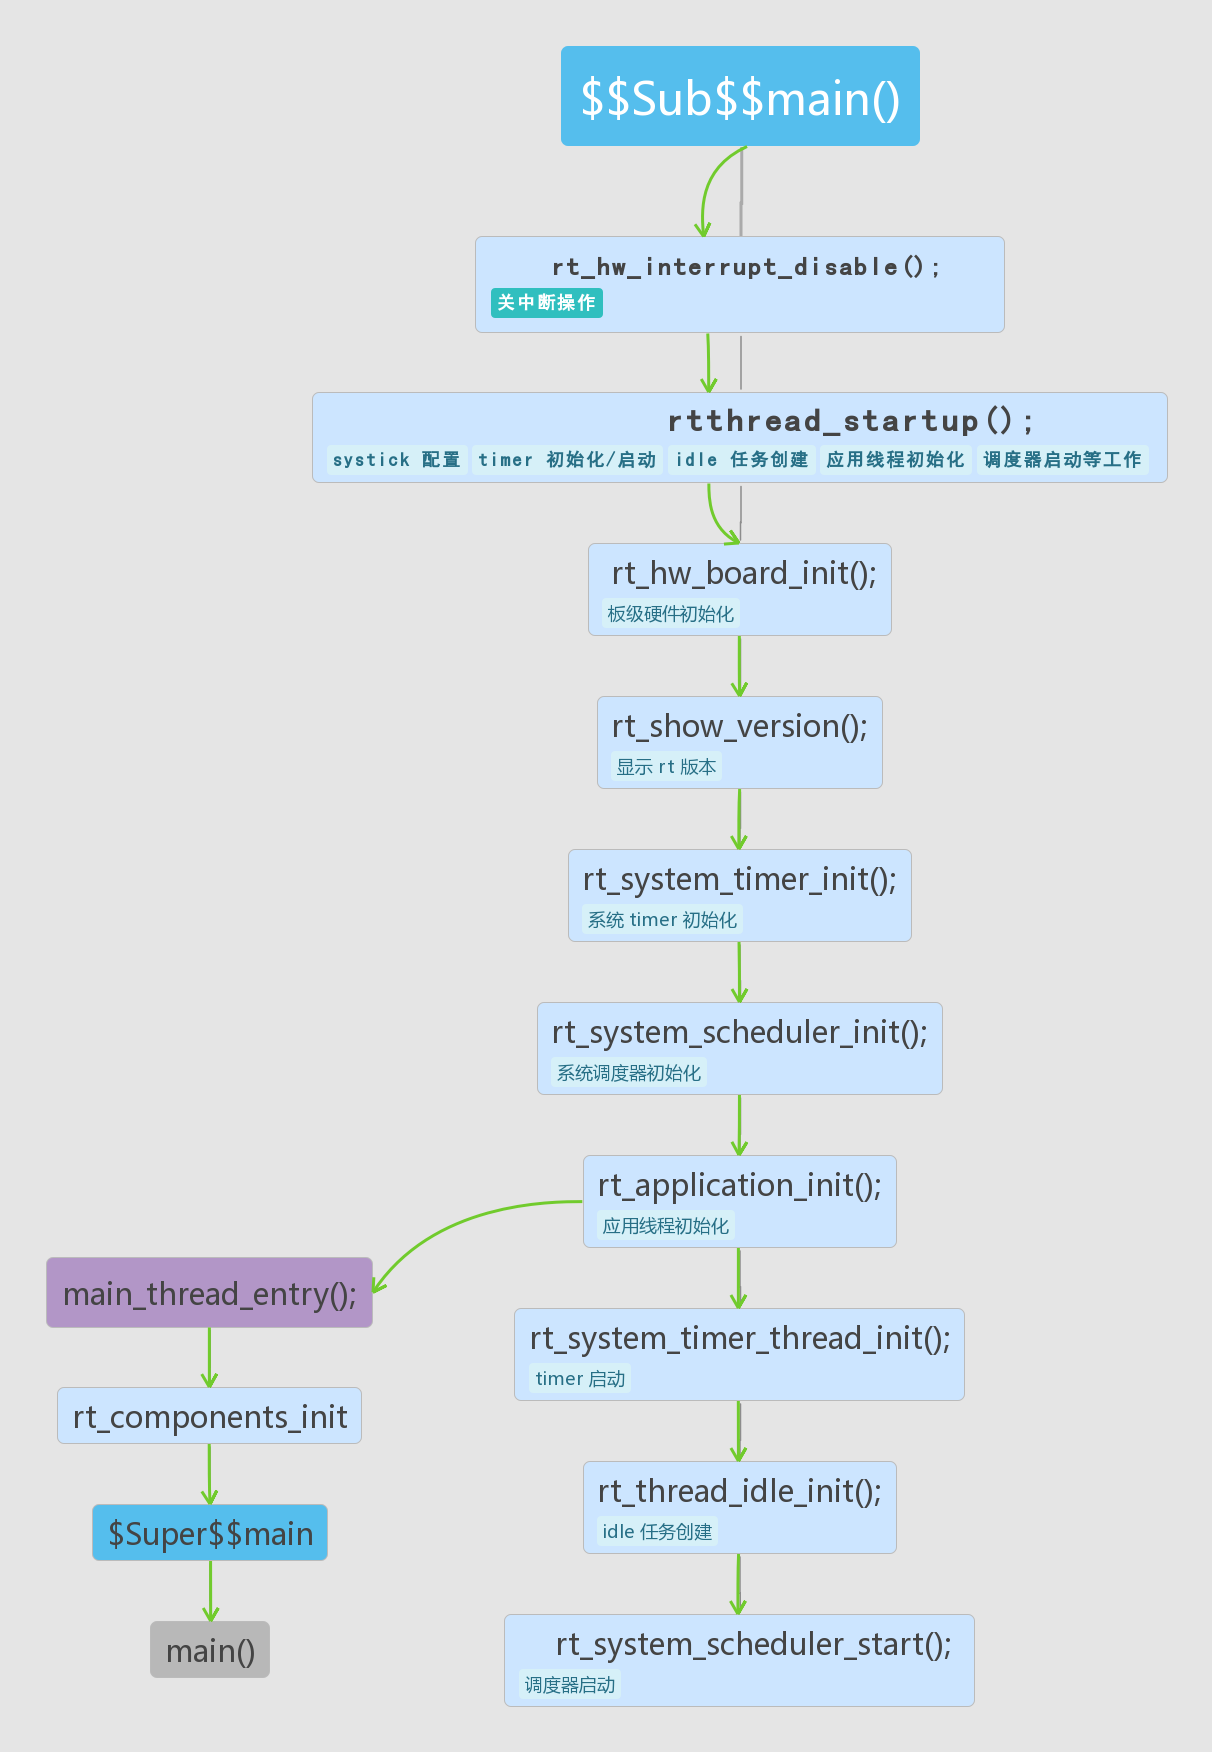 $$Sub$$main()
rt_hw_interrupt_disable();
关中断操作
rtthread_startup();
systick 配置 timer 初始化/启动 idle 任务创建 应用线程初始化 调度器启动等工作
rt_hw_board_init();
板级硬件初始化
rt_show_version();
显示 rt 版本
rt_system_timer_init();
系统 timer 初始化
rt_system_scheduler_init();
系统调度器初始化
rt_application_init();
应用线程初始化
main_thread_entry();
rt_components_init
$Super$$main
main()
rt_system_timer_thread_init();
timer 启动
rt_thread_idle_init();
idle 任务创建
rt_system_scheduler_start();
调度器启动